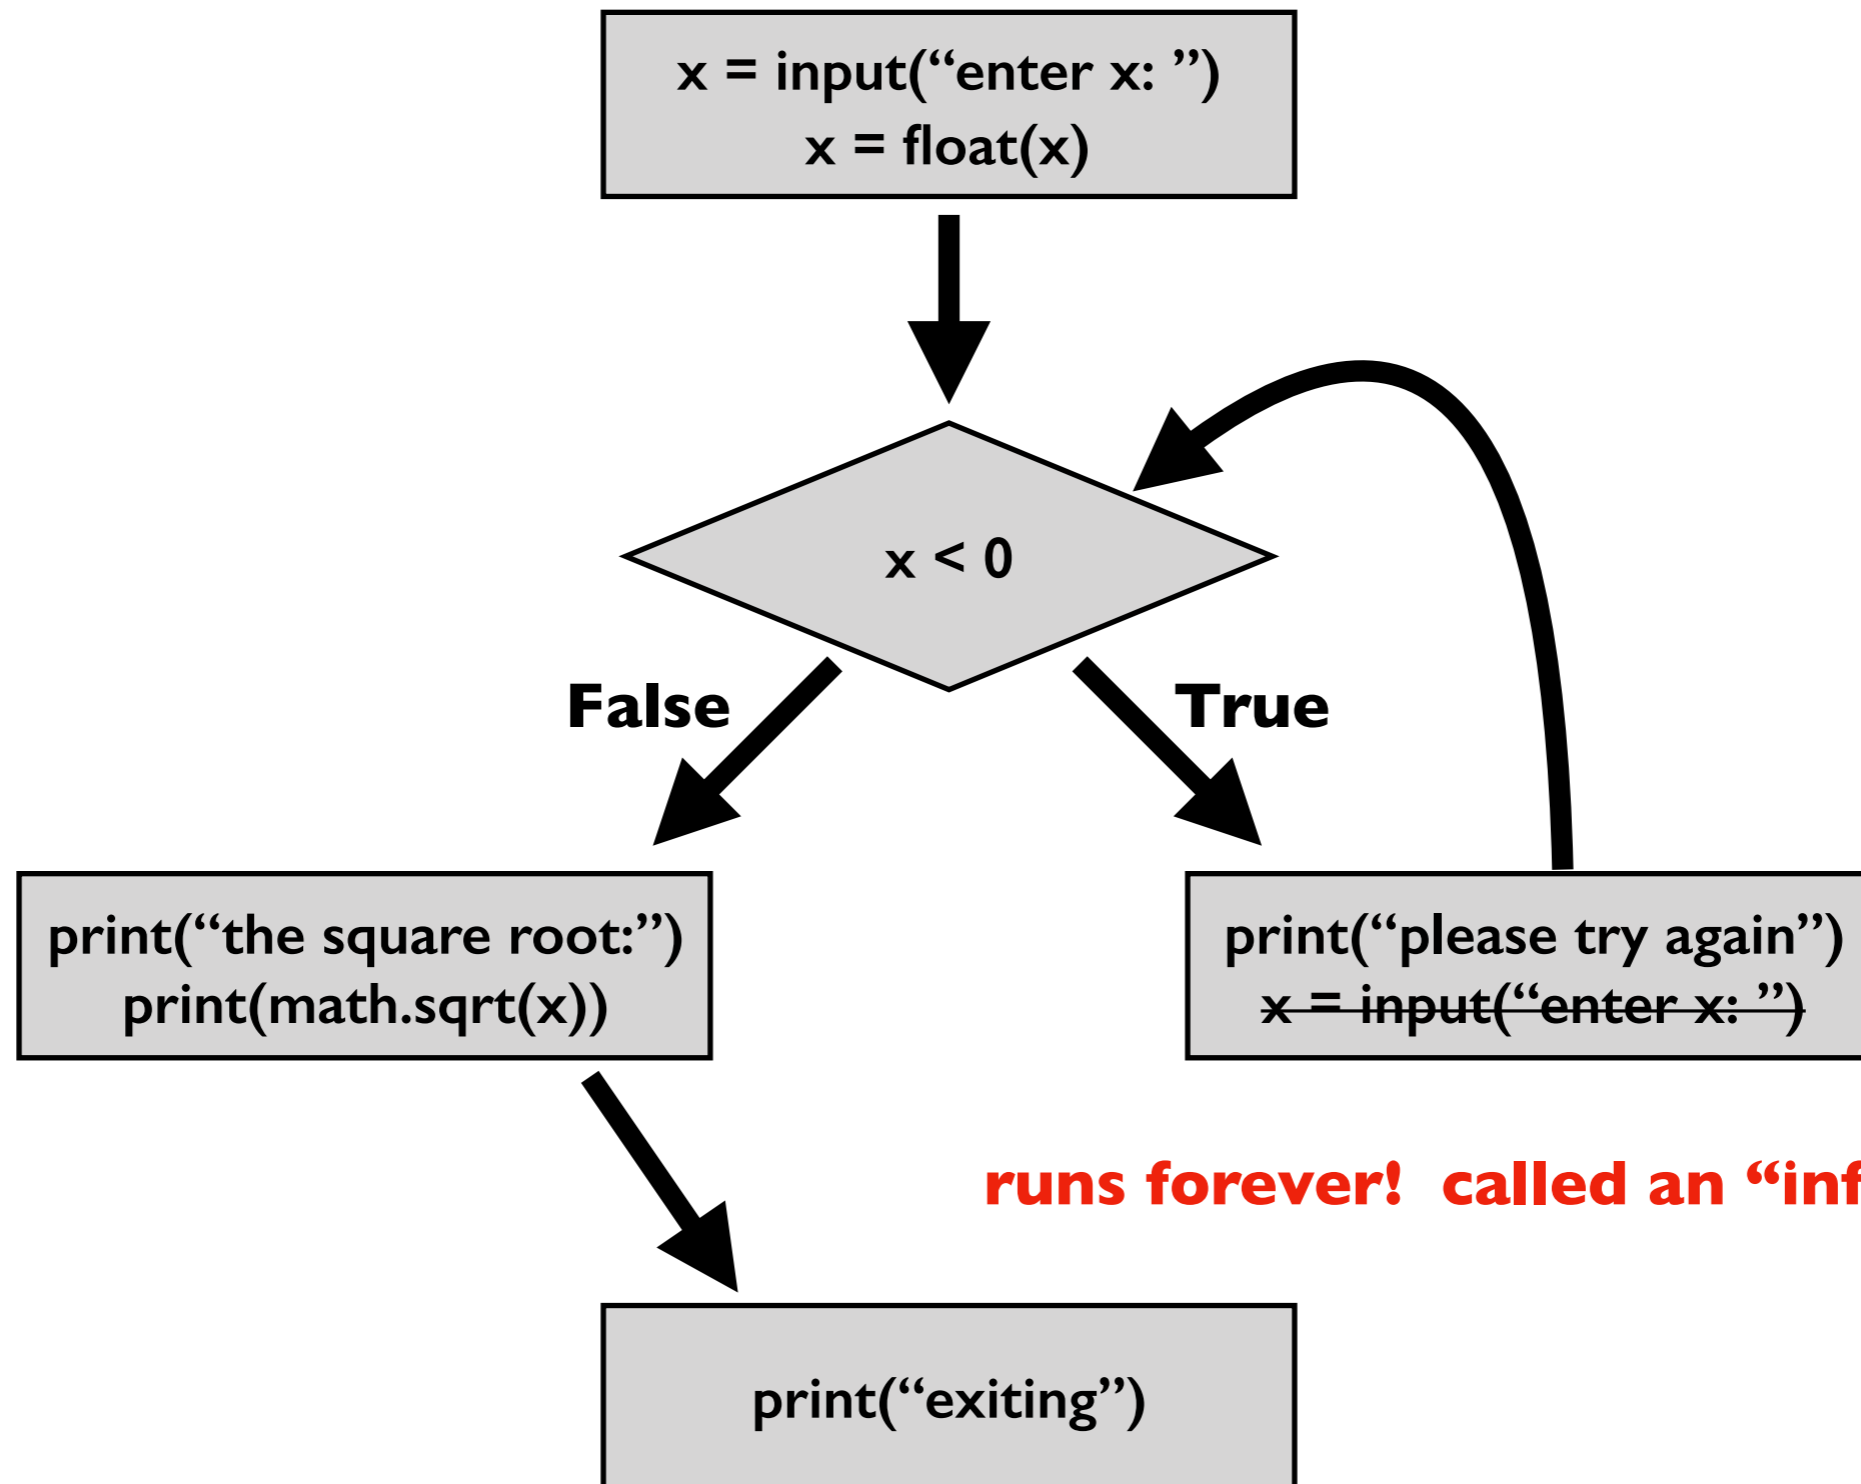 x = input(“enter x: ”)
x = float(x)
x < 0
False
True
print(“the square root:”)
print(math.sqrt(x))
print(“please try again”)
x = input(“enter x: ”)
runs forever!  called an “inf
print(“exiting”)